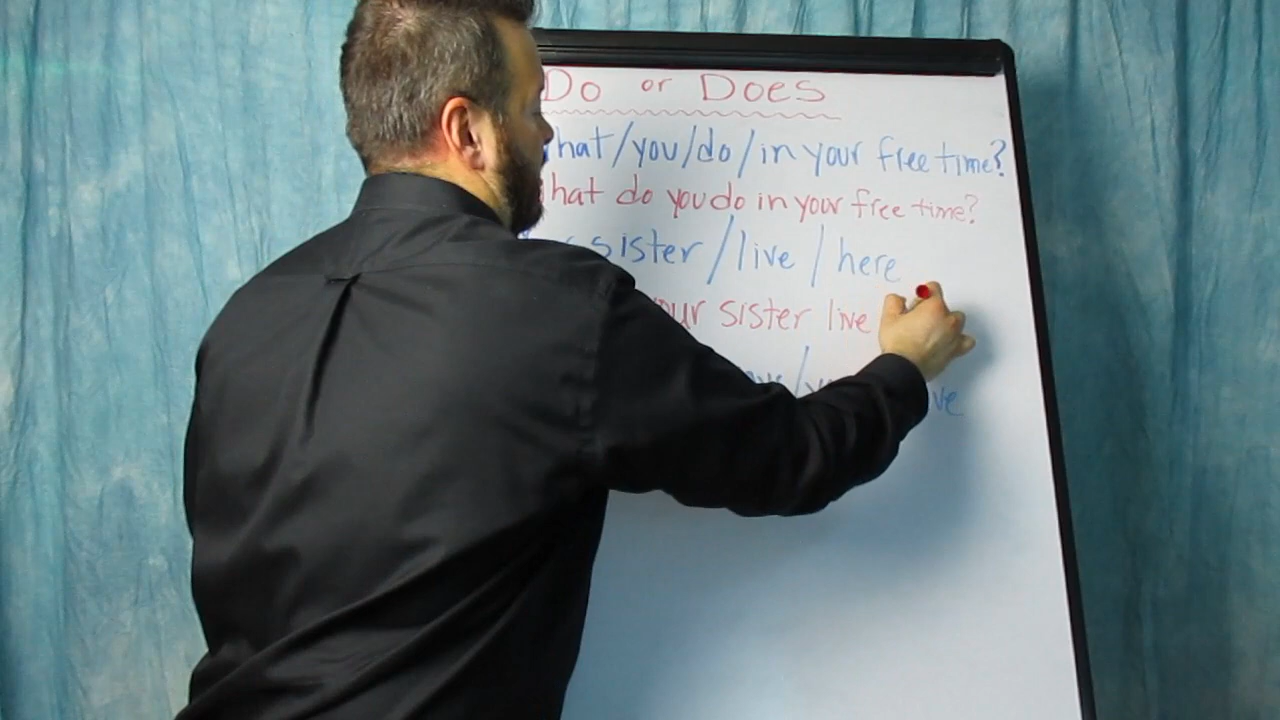 Do or Does
hat/you/do/in your free time?
hat do you do in your free time?
sister/live/here
our sister live